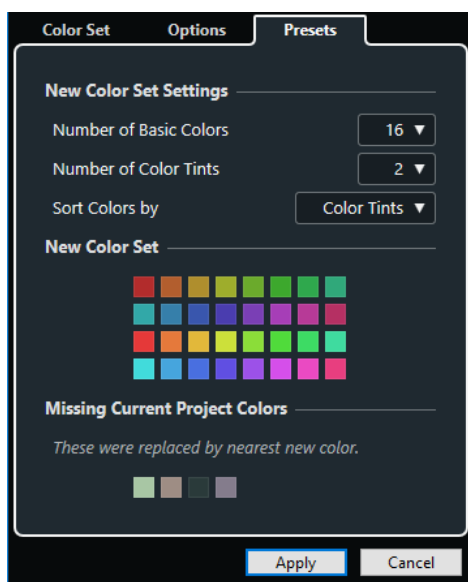 Color Set Options Presets
New Color Set Settings
Number of Basic Colors 16
Number of Color Tints 2
Sort Colors by Color Tints
New Color Set
Missing Current Project Colors
These were replaced by nearest new color.
Apply Cancel